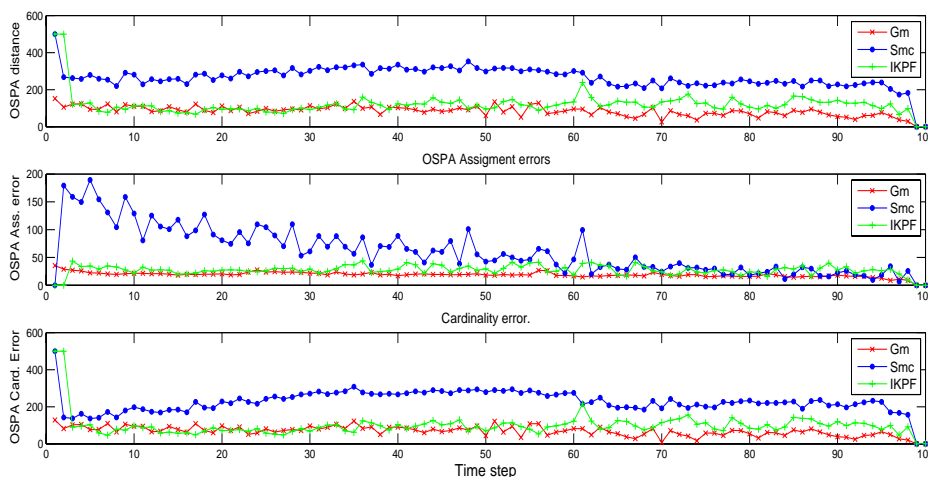 OSPA distance
600
400
200
0
0 10 20 30 40 50 60 70 80 90 100
Gm
Smc
IKPF
OSPA Assigment errors
OSPA Ass. error
200
150
100
50
0
0 10 20 30 40 50 60 70 80 90 100
Gm
Smc
IKPF
Cardinality error.
OSPA Card. Error
600
400
200
0
0 10 20 30 40 50 60 70 80 90 100
Gm
Smc
IKPF
Time step